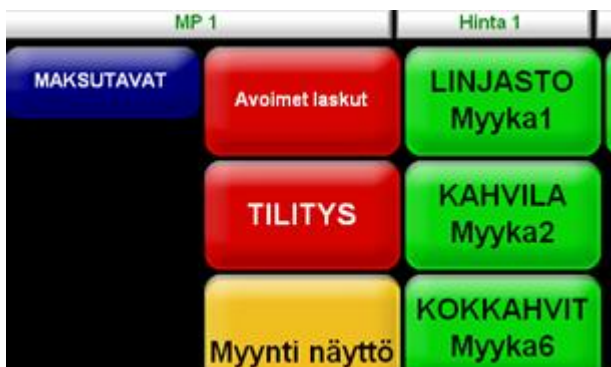 MP 1
Hinta 1
MAKSUTAVAT
Avoimet laskut
LINJASTO
Myyka1
TILITYS
KAHVILA
Myyka2
Myynti näyttö
KOKKAHVIT
Myyka6